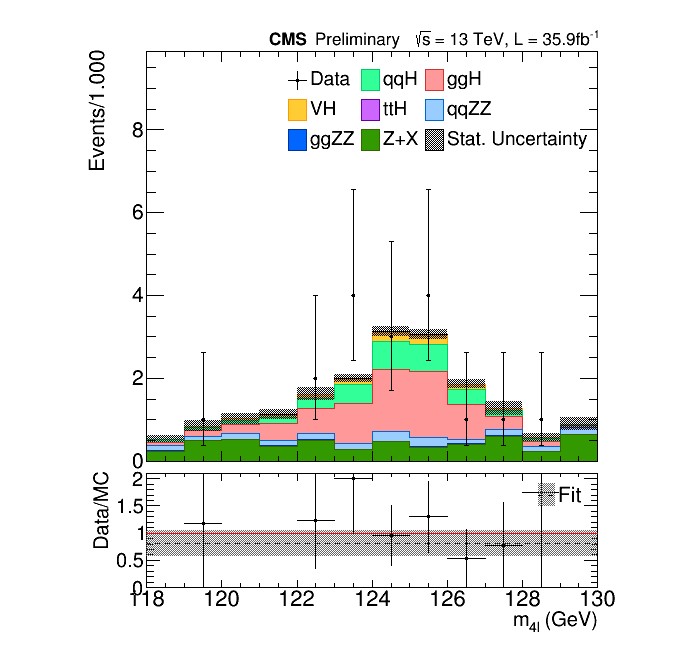 CMS Preliminary √s = 13 TeV, L = 35.9fb⁻¹
Events/1.000
Data qqH ggH
VH ttH qqZZ
ggZZ Z+X Stat. Uncertainty
8
6
4
2
0
Data/MC
2
1.5
1
0.5
0
Fit
118 120 122 124 126 128 130
m4l (GeV)